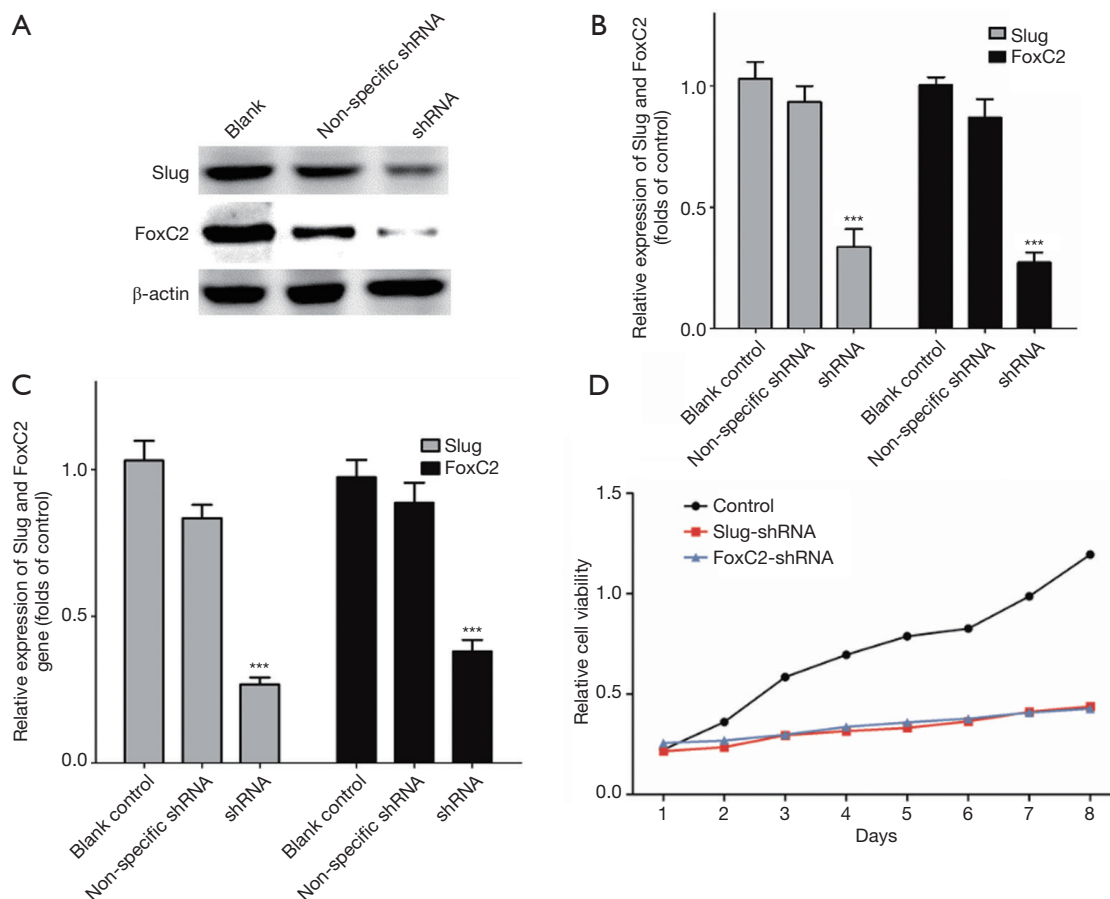 A
Blank
Non-specific shRNA
shRNA
Slug
FoxC2
β-actin
B
Relative expression of Slug and FoxC2
(folds of control)
1.0
0.5
0.0
Slug
FoxC2
***
***
Blank control
Non-specific shRNA
shRNA
Blank control
Non-specific shRNA
shRNA
C
Relative expression of Slug and FoxC2
gene (folds of control)
1.0
0.5
0.0
Slug
FoxC2
***
***
Blank control
Non-specific shRNA
shRNA
Blank control
Non-specific shRNA
shRNA
D
Relative cell viability
1.5
1.0
0.5
0.0
Control
Slug-shRNA
FoxC2-shRNA
1 2 3 4 5 6 7 8
Days